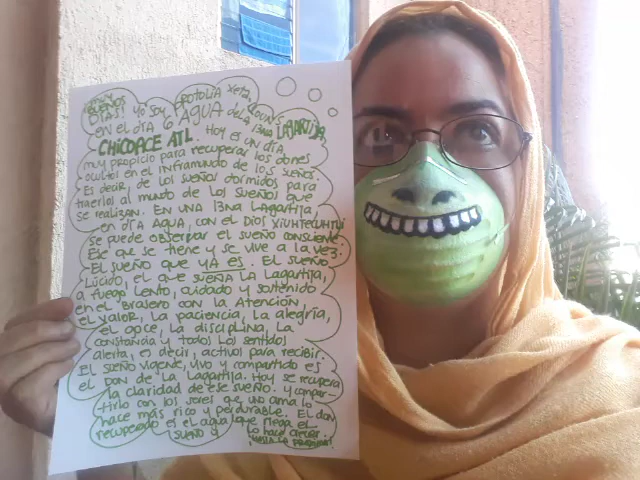 ¡BUENOS
DÍAS! YO SOY PETOLIA Xeta,
EN el DÍA 6 AGUA de la 13NA LAGARTIJA,
CHICOACE ATL. Hoy es UN DÍA
muy propicio para recuperar los dones
ocultos en el inframundo de los sueños.
Es decir, de los sueños dormidos para
traerlos al mundo de los sueños que
se realizan. EN UNA 13NA Lagartija,
en día AGUA, con el Dios XIUHTECUHTLI
se puede observar el sueño consciente.
Ese que se tiene y se vive a la vez:
El sueño que ya es. El sueño
Lúcido, el que sueña la Lagartija,
a fuego lento, cuidado y sostenido
en el Brasero con la Atención,
el valor, la paciencia, la alegría,
el goce, la disciplina, la
constancia y todos los sentidos
alerta, es decir, activos para recibir.
El sueño vigente, vivo y compartido es
el don de la Lagartija. Hoy se recupera
la claridad de ese sueño. Y compar-
tirlo con los seres que uno ama lo
hace más rico y perdurable. El don
recuperado es el agua que riega el
sueño y lo hace crecer.